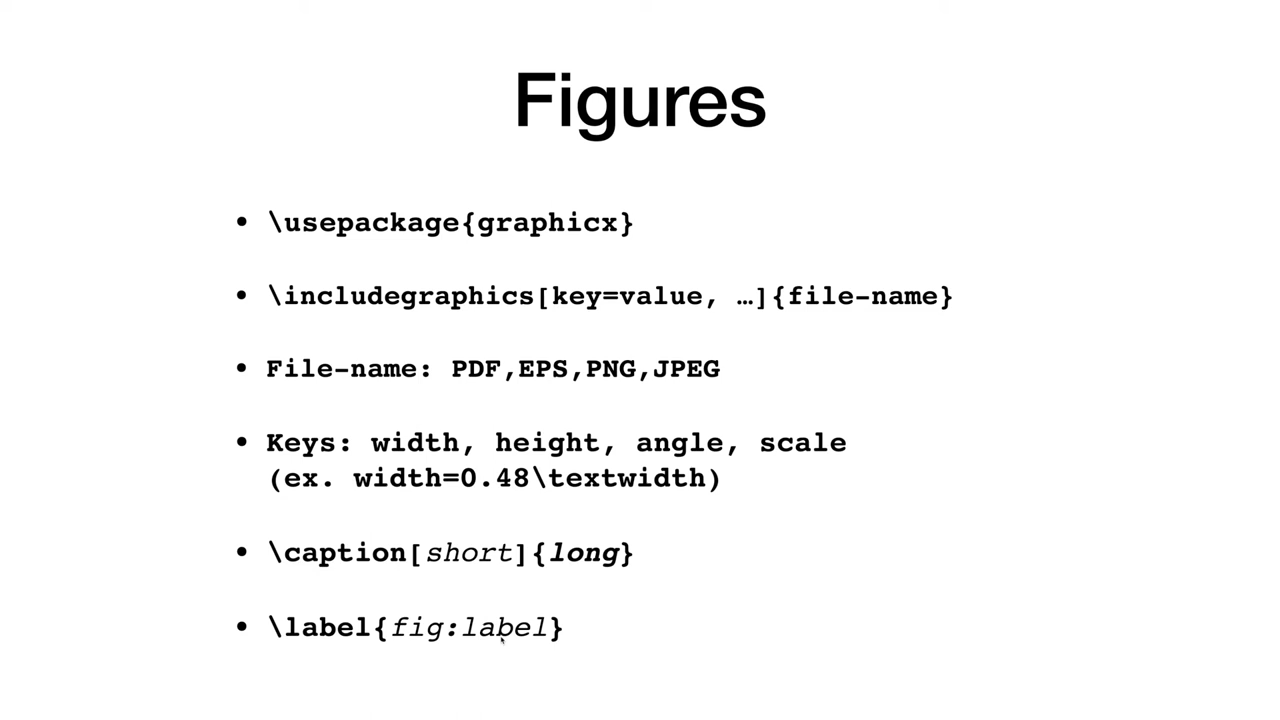 Figures
• \usepackage{graphicx}
• \includegraphics[key=value, …]{file-name}
• File-name: PDF,EPS,PNG,JPEG
• Keys: width, height, angle, scale
(ex. width=0.48\textwidth)
• \caption[short]{long}
• \label{fig:label}